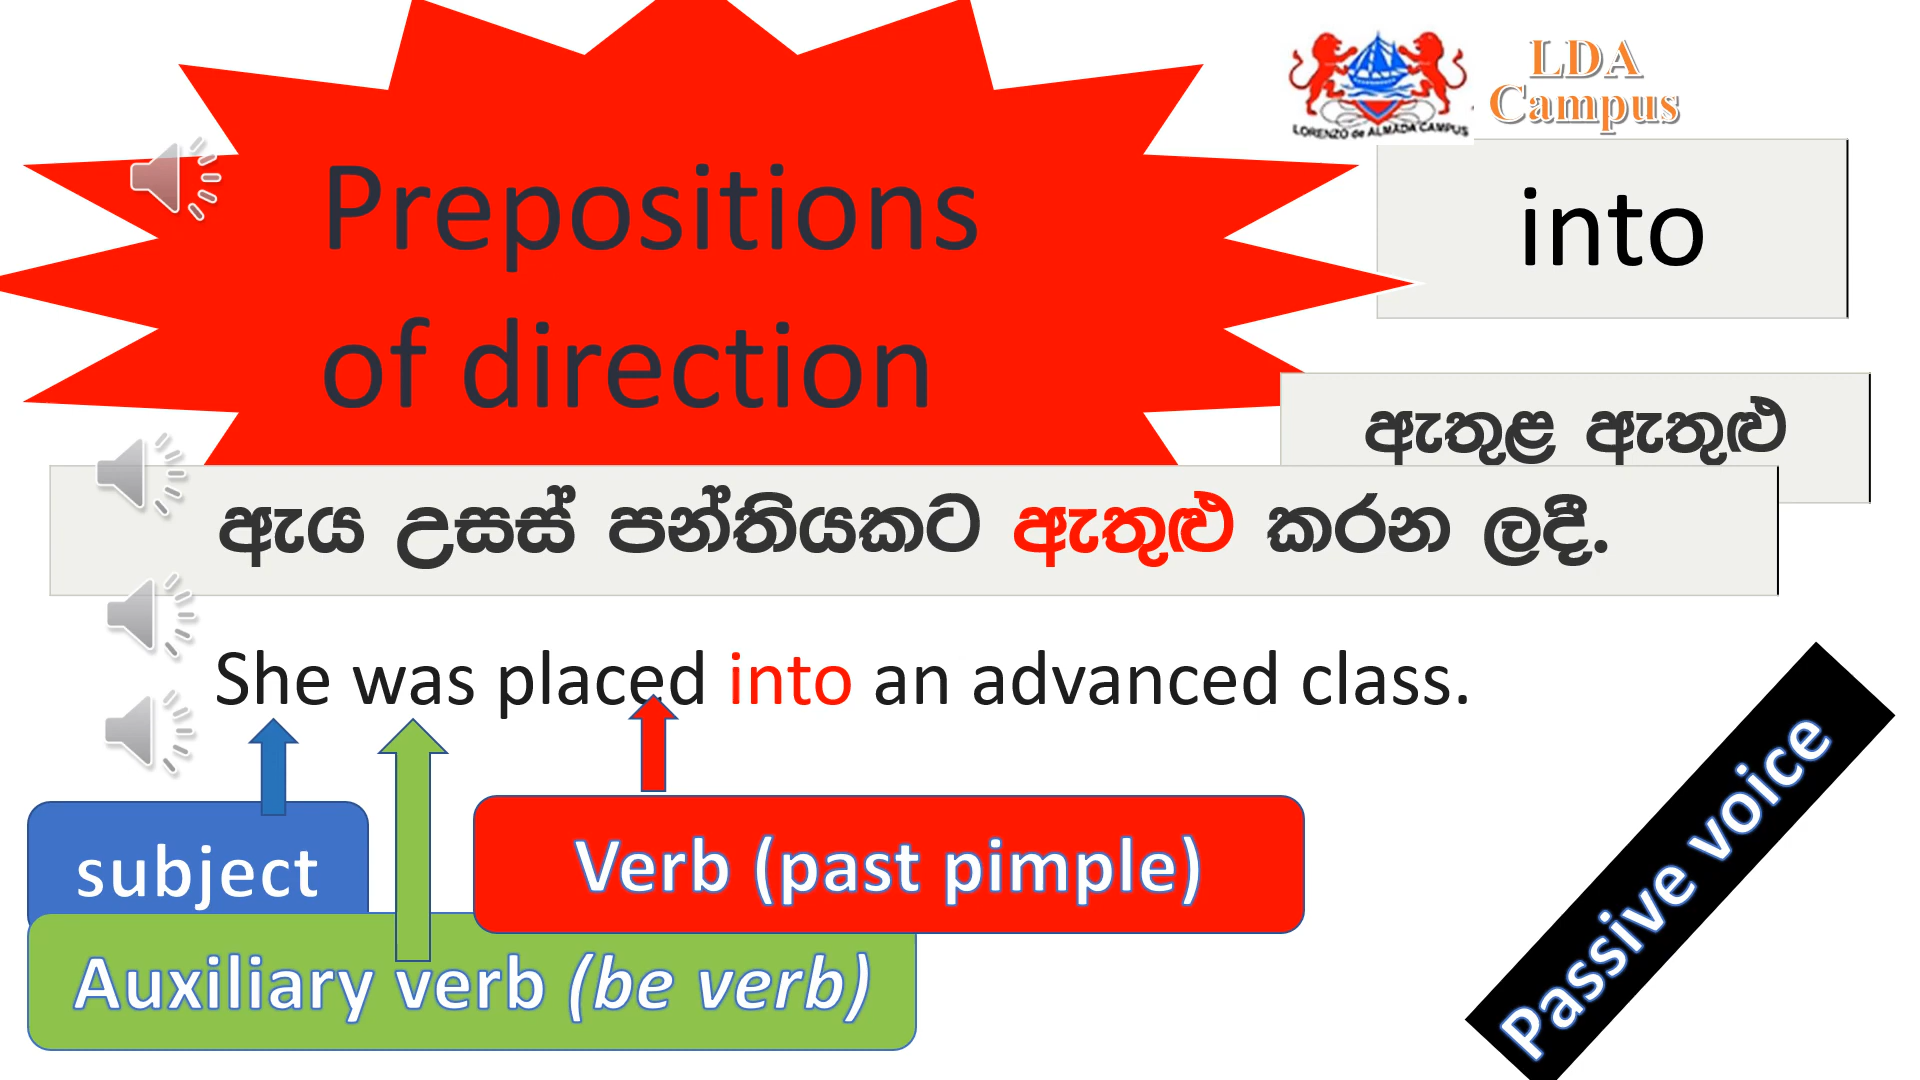 LDA
Campus
LORENZO de ALMADA CAMPUS
Prepositions
of direction
into
ඇතුළ ඇතුළු
ඇය උසස් පන්තියකට ඇතුළු කරන ලදී.
She was placed into an advanced class.
subject
Verb (past pimple)
Auxiliary verb (be verb)
Passive voice